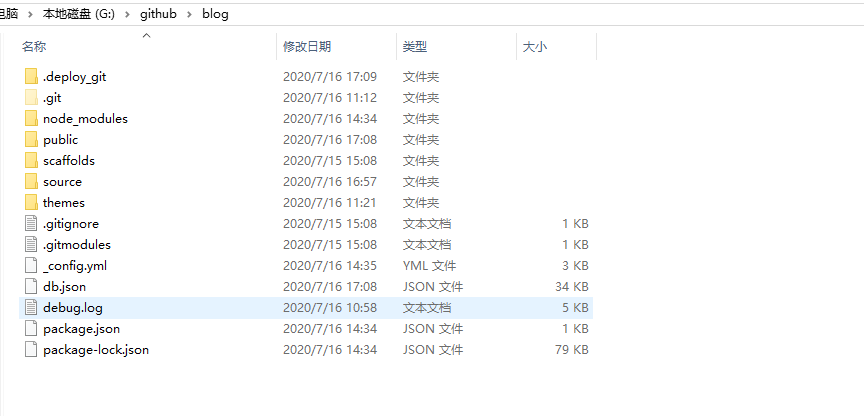 电脑 > 本地磁盘 (G:) > github > blog
名称 修改日期 类型 大小
.deploy_git 2020/7/16 17:09 文件夹
.git 2020/7/16 11:12 文件夹
node_modules 2020/7/16 14:34 文件夹
public 2020/7/16 17:08 文件夹
scaffolds 2020/7/15 15:08 文件夹
source 2020/7/16 16:57 文件夹
themes 2020/7/16 11:21 文件夹
.gitignore 2020/7/15 15:08 文本文档 1 KB
.gitmodules 2020/7/15 15:08 文本文档 1 KB
_config.yml 2020/7/16 14:35 YML 文件 3 KB
db.json 2020/7/16 17:08 JSON 文件 34 KB
debug.log 2020/7/16 10:58 文本文档 5 KB
package.json 2020/7/16 14:34 JSON 文件 1 KB
package-lock.json 2020/7/16 14:34 JSON 文件 79 KB